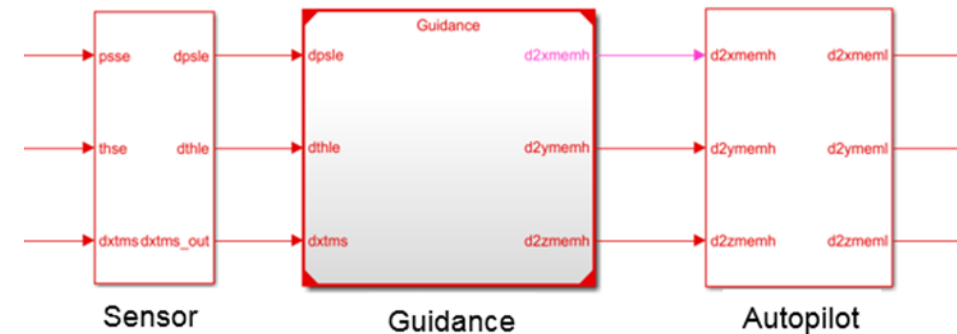 Guidance
psse dpsle dpsle d2xmemh d2xmemh d2xmeml
thse dthle dthle d2ymemh d2ymemh d2ymeml
dxtms dxtms_out dxtms d2zmemh d2zmemh d2zmeml
Sensor Guidance Autopilot